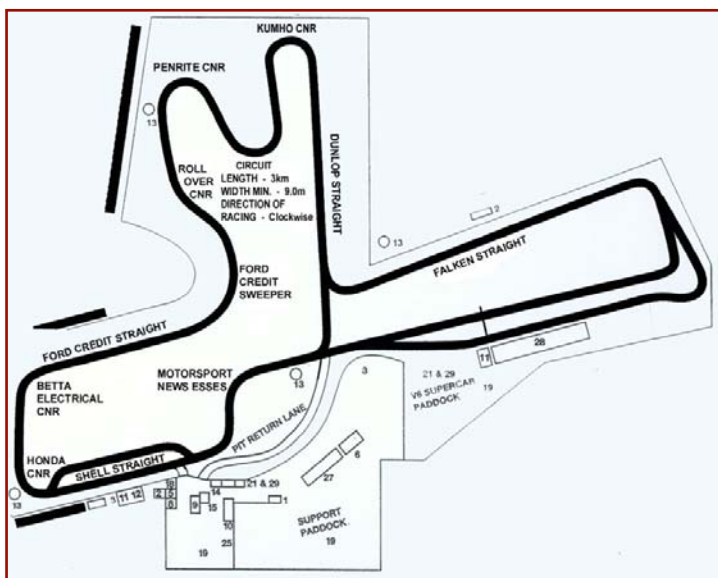 KUMHO CNR
PENRITE CNR
13
ROLL
OVER
CNR
CIRCUIT
LENGTH - 3km
WIDTH MIN. - 9.0m
DIRECTION OF
RACING - Clockwise
DUNLOP STRAIGHT
2
13
FALKEN STRAIGHT
FORD
CREDIT
SWEEPER
FORD CREDIT STRAIGHT
BETTA
ELECTRICAL
CNR
MOTORSPORT
NEWS ESSES
13
3
11
28
21 & 29
V8 SUPERCAR
PADDOCK
19
19
PIT RETURN LANE
HONDA
CNR
SHELL STRAIGHT
13
11 12
2
5
14
21 & 29
9
15
10
1
27
6
SUPPORT
PADDOCK
19
19
25